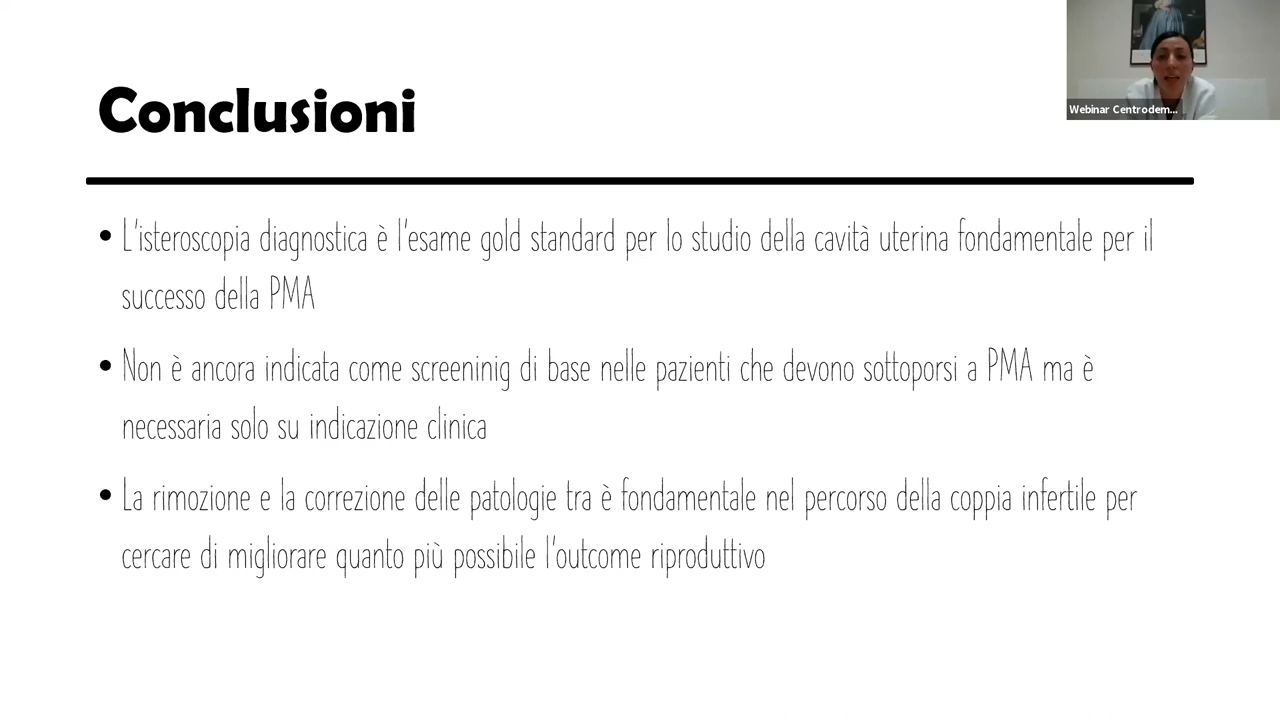 Webinar Centrodem...
Conclusioni
• L'isteroscopia diagnostica è l'esame gold standard per lo studio della cavità uterina fondamentale per il
successo della PMA
• Non è ancora indicata come screeninig di base nelle pazienti che devono sottoporsi a PMA ma è
necessaria solo su indicazione clinica
• La rimozione e la correzione delle patologie tra è fondamentale nel percorso della coppia infertile per
cercare di migliorare quanto più possibile l'outcome riproduttivo